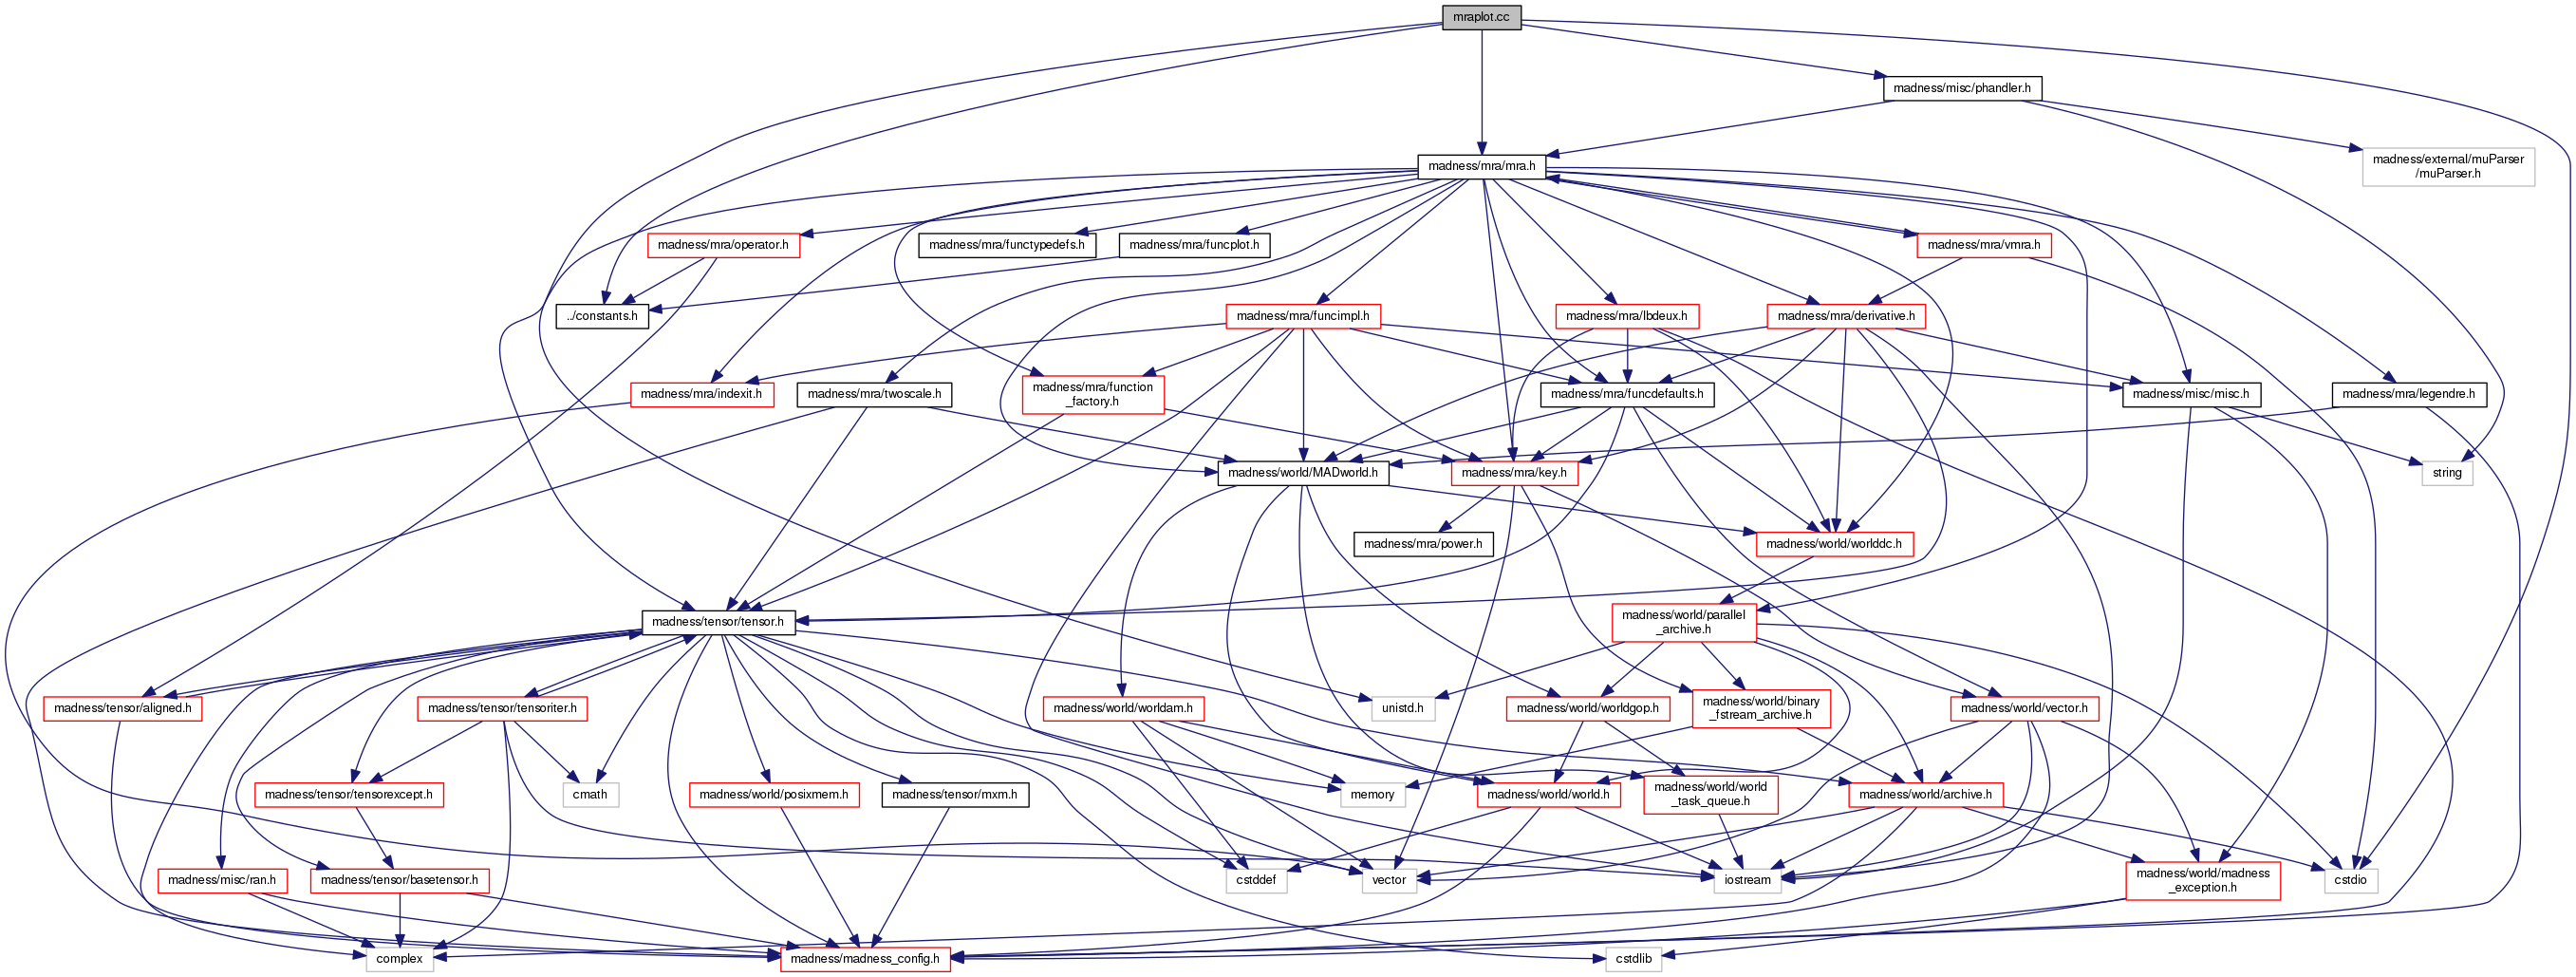 mraplot.cc
madness/misc/phandler.h
madness/mra/mra.h
madness/external/muParser
/muParser.h
madness/mra/operator.h
madness/mra/functypedefs.h
madness/mra/funcplot.h
madness/mra/vmra.h
../constants.h
madness/mra/funcimpl.h
madness/mra/lbdeux.h
madness/mra/derivative.h
madness/mra/indexit.h
madness/mra/twoscale.h
madness/mra/function
_factory.h
madness/mra/funcdefaults.h
madness/misc/misc.h
madness/mra/legendre.h
madness/world/MADworld.h
madness/mra/key.h
string
madness/mra/power.h
madness/world/worlddc.h
madness/tensor/tensor.h
madness/world/parallel
_archive.h
madness/tensor/aligned.h
madness/tensor/tensoriter.h
madness/world/worldam.h
unistd.h
madness/world/worldgop.h
madness/world/binary
_fstream_archive.h
madness/world/vector.h
madness/tensor/tensorexcept.h
cmath
madness/world/posixmem.h
madness/tensor/mxm.h
memory
madness/world/world.h
madness/world/world
_task_queue.h
madness/world/archive.h
madness/misc/ran.h
madness/tensor/basetensor.h
cstddef
vector
iostream
madness/world/madness
_exception.h
cstdio
complex
madness/madness_config.h
cstdlib